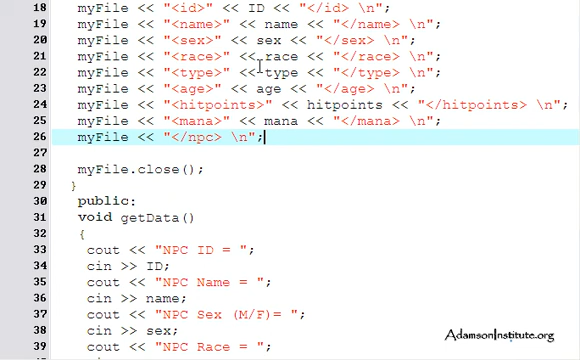 18 myFile << "<id>" << ID << "</id> \n";
19 myFile << "<name>" << name << "</name> \n";
20 myFile << "<sex>" << sex << "</sex> \n";
21 myFile << "<race>" << race << "</race> \n";
22 myFile << "<type>" << type << "</type> \n";
23 myFile << "<age>" << age << "</age> \n";
24 myFile << "<hitpoints>" << hitpoints << "</hitpoints> \n";
25 myFile << "<mana>" << mana << "</mana> \n";
26 myFile << "</npc> \n";
27
28 myFile.close();
29 }
30 public:
31 void getData()
32 {
33 cout << "NPC ID = ";
34 cin >> ID;
35 cout << "NPC Name = ";
36 cin >> name;
37 cout << "NPC Sex (M/F)= ";
38 cin >> sex;
39 cout << "NPC Race = ";
AdamsonInstitute.org